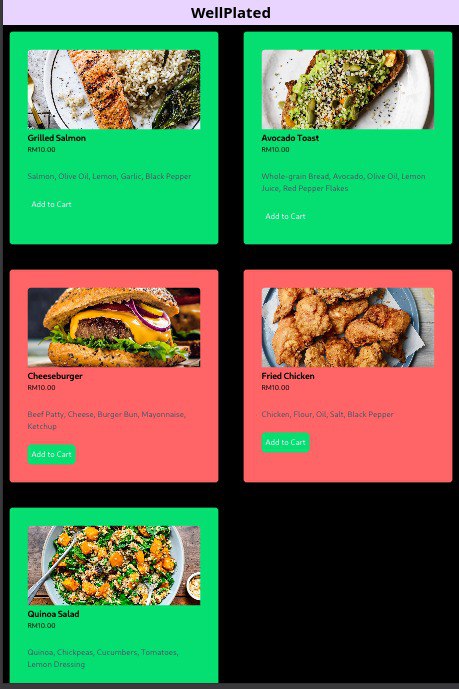 WellPlated
Grilled Salmon
RM10.00
Salmon, Olive Oil, Lemon, Garlic, Black Pepper
Add to Cart
Avocado Toast
RM10.00
Whole-grain Bread, Avocado, Olive Oil, Lemon
Juice, Red Pepper Flakes
Add to Cart
Cheeseburger
RM10.00
Beef Patty, Cheese, Burger Bun, Mayonnaise,
Ketchup
Add to Cart
Fried Chicken
RM10.00
Chicken, Flour, Oil, Salt, Black Pepper
Add to Cart
Quinoa Salad
RM10.00
Quinoa, Chickpeas, Cucumbers, Tomatoes,
Lemon Dressing